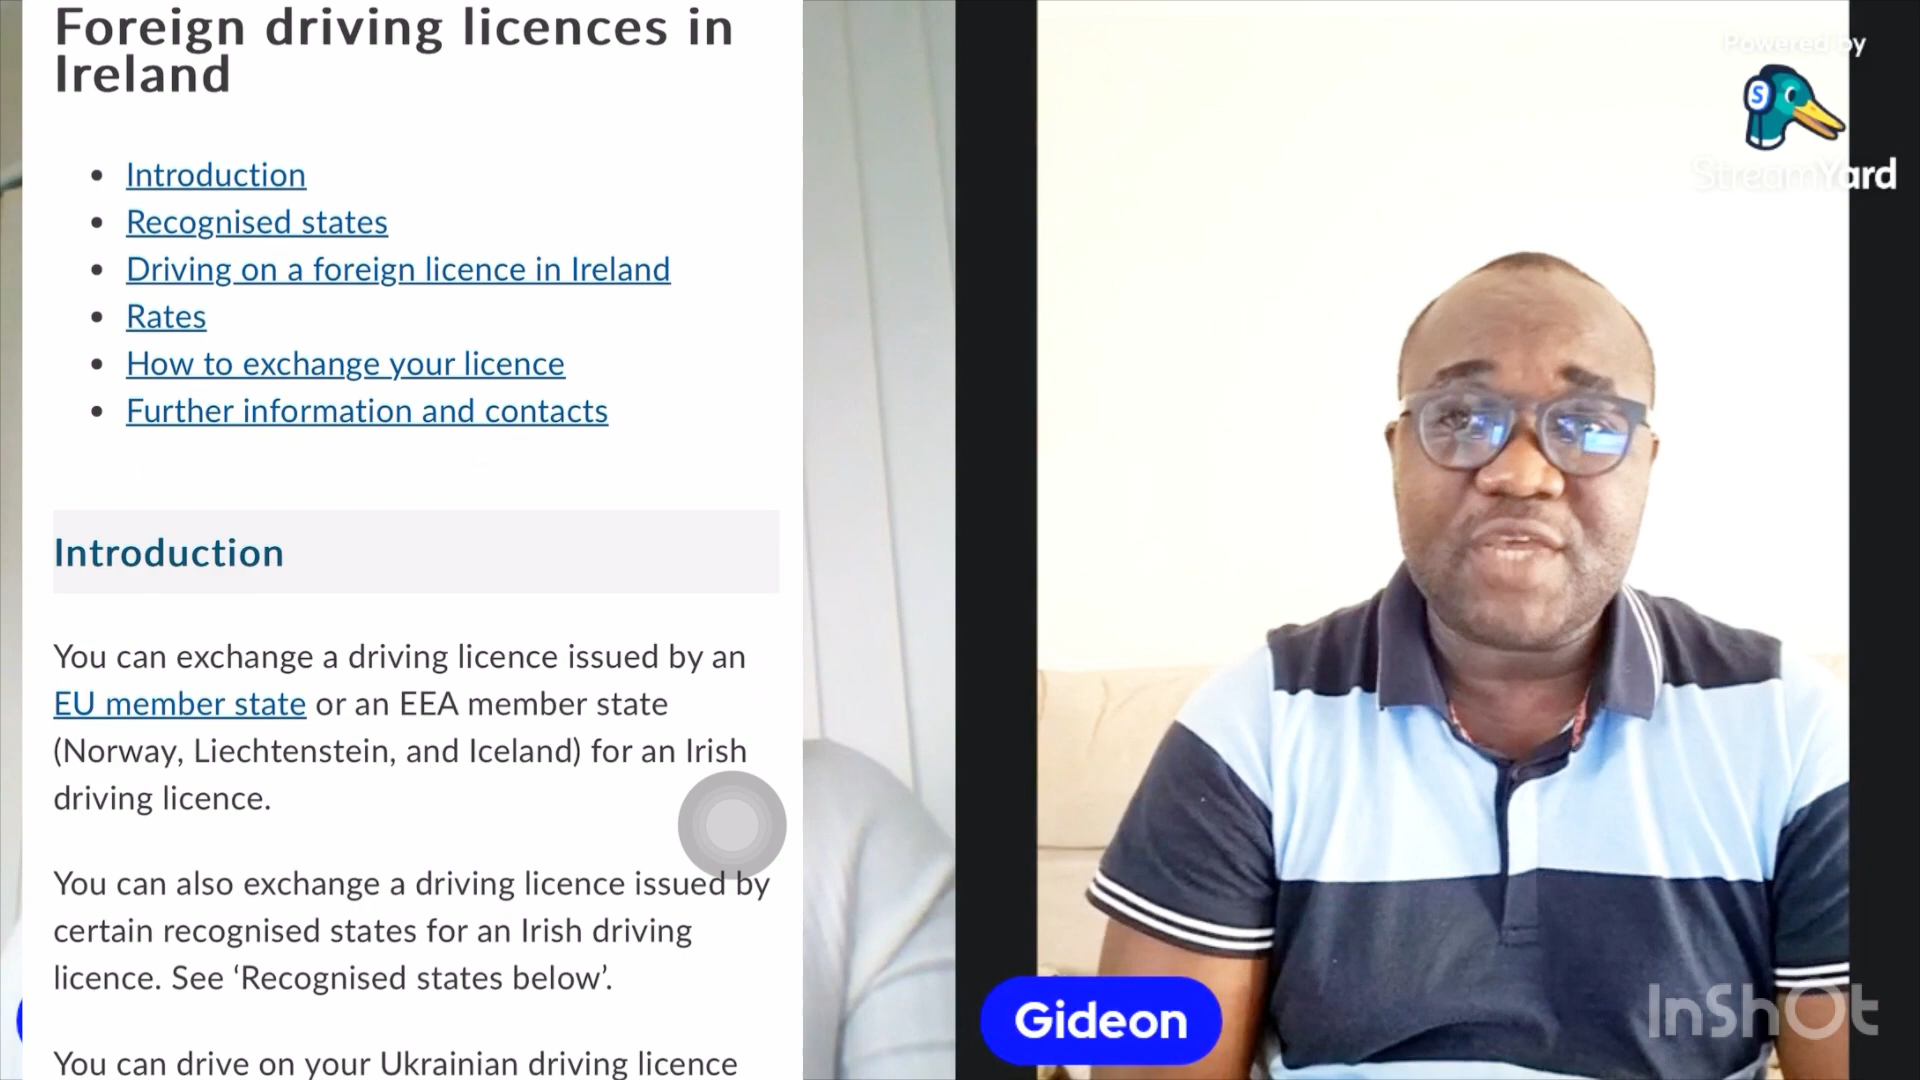 Foreign driving licences in
Ireland
Introduction
Recognised states
Driving on a foreign licence in Ireland
Rates
How to exchange your licence
Further information and contacts
Introduction
You can exchange a driving licence issued by an
EU member state or an EEA member state
(Norway, Liechtenstein, and Iceland) for an Irish
driving licence.
You can also exchange a driving licence issued by
certain recognised states for an Irish driving
licence. See ‘Recognised states below’.
You can drive on your Ukrainian driving licence
Powered by
S
StreamYard
Gideon
InShOt